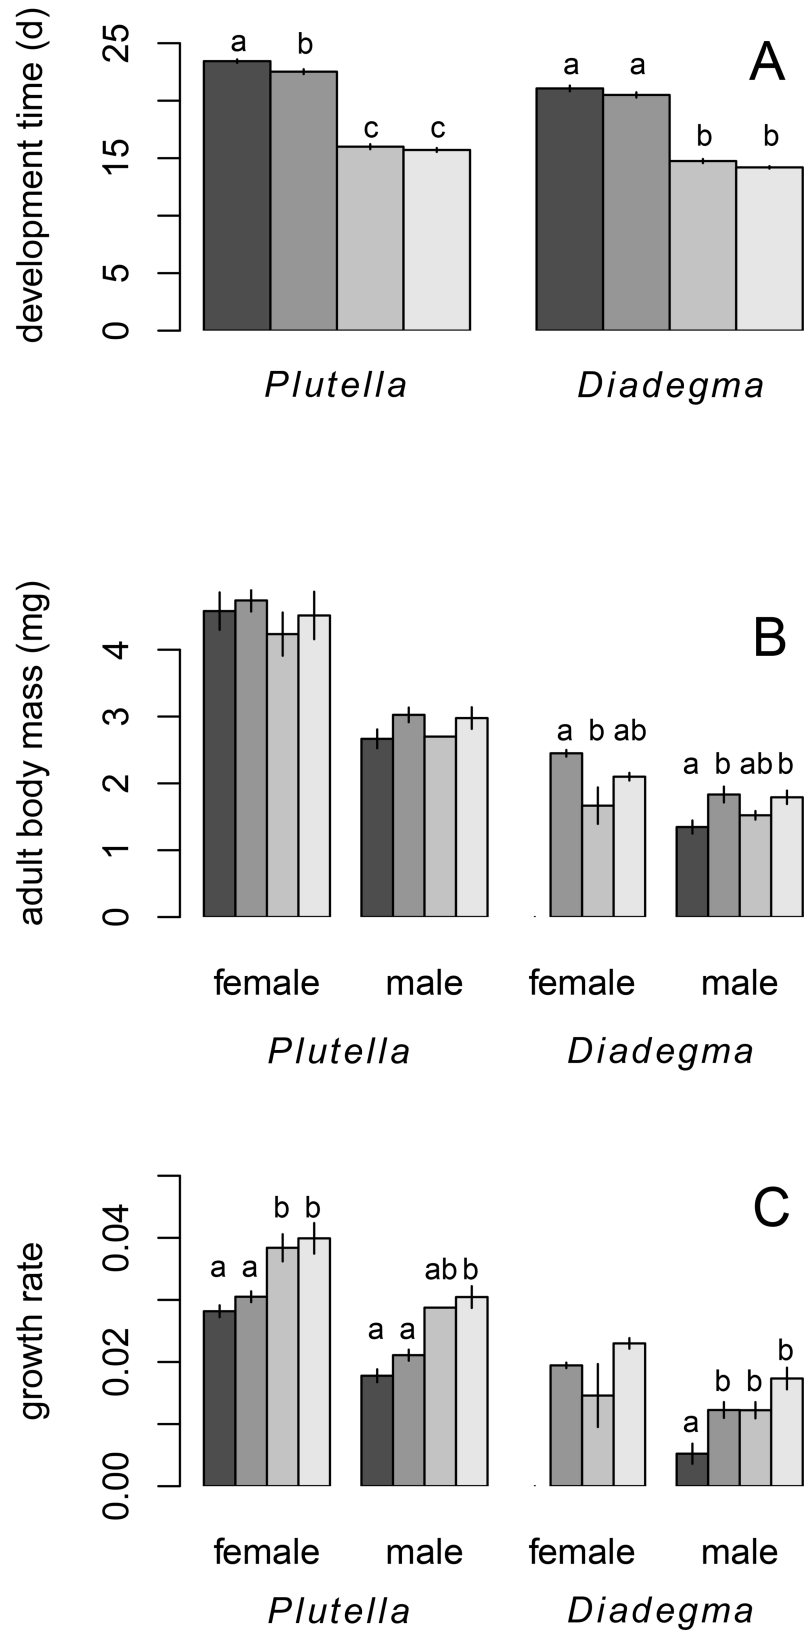 development time (d)
25
15
5
0
a b c c
a a b b
A
Plutella Diadegma
adult body mass (mg)
4
3
2
1
0
a b ab
a b ab b
B
female male female male
Plutella Diadegma
growth rate
0.04
0.02
0.00
a a b b
a a ab b
a b b b
C
female male female male
Plutella Diadegma